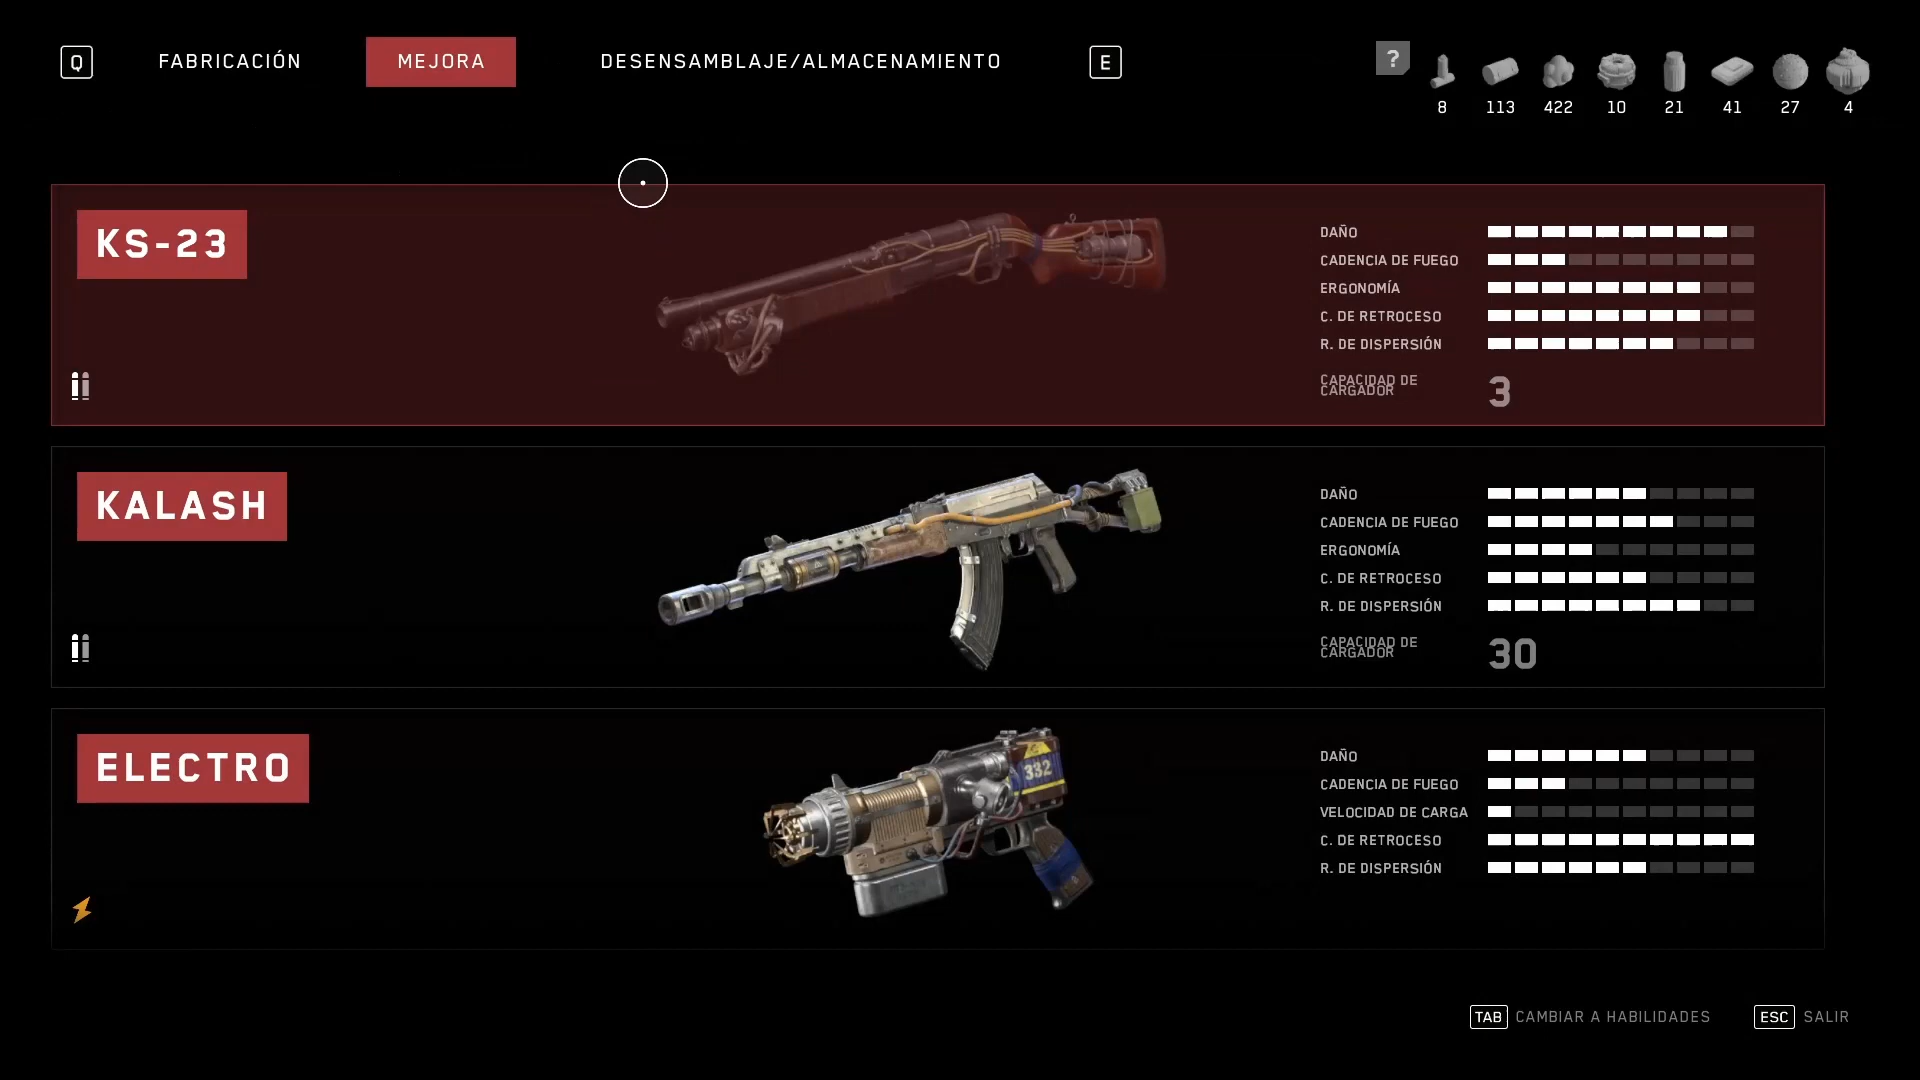 Q FABRICACIÓN MEJORA DESENSAMBLAJE/ALMACENAMIENTO E ?
8 113 422 10 21 41 27 4
KS-23
DAÑO
CADENCIA DE FUEGO
ERGONOMÍA
C. DE RETROCESO
R. DE DISPERSIÓN
CAPACIDAD DE
CARGADOR
3
KALASH
DAÑO
CADENCIA DE FUEGO
ERGONOMÍA
C. DE RETROCESO
R. DE DISPERSIÓN
CAPACIDAD DE
CARGADOR
30
ELECTRO
332
DAÑO
CADENCIA DE FUEGO
VELOCIDAD DE CARGA
C. DE RETROCESO
R. DE DISPERSIÓN
TAB CAMBIAR A HABILIDADES ESC SALIR